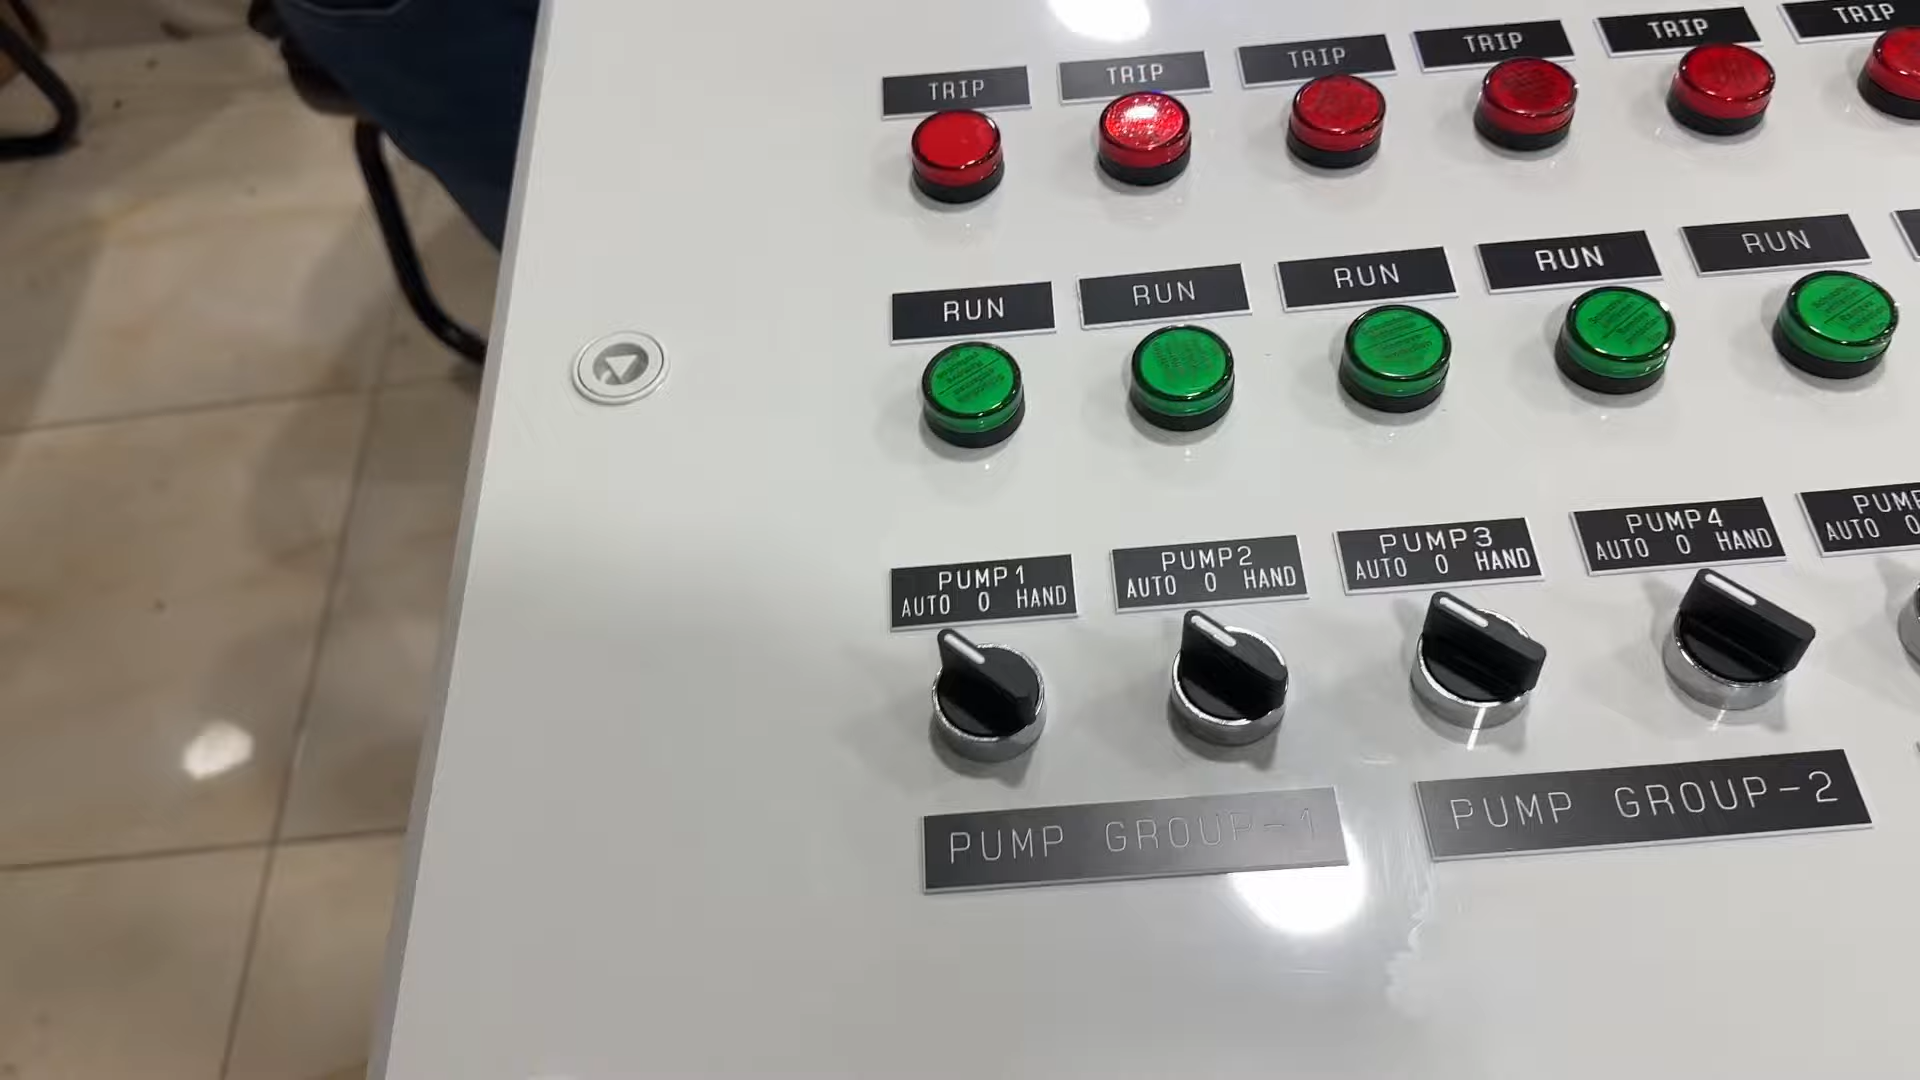 TRIP TRIP TRIP TRIP TRIP TRIP
RUN RUN RUN RUN RUN
PUMP1
AUTO 0 HAND
PUMP2
AUTO 0 HAND
PUMP3
AUTO 0 HAND
PUMP4
AUTO 0 HAND
AUTO 0
PUMP GROUP-1
PUMP GROUP-2